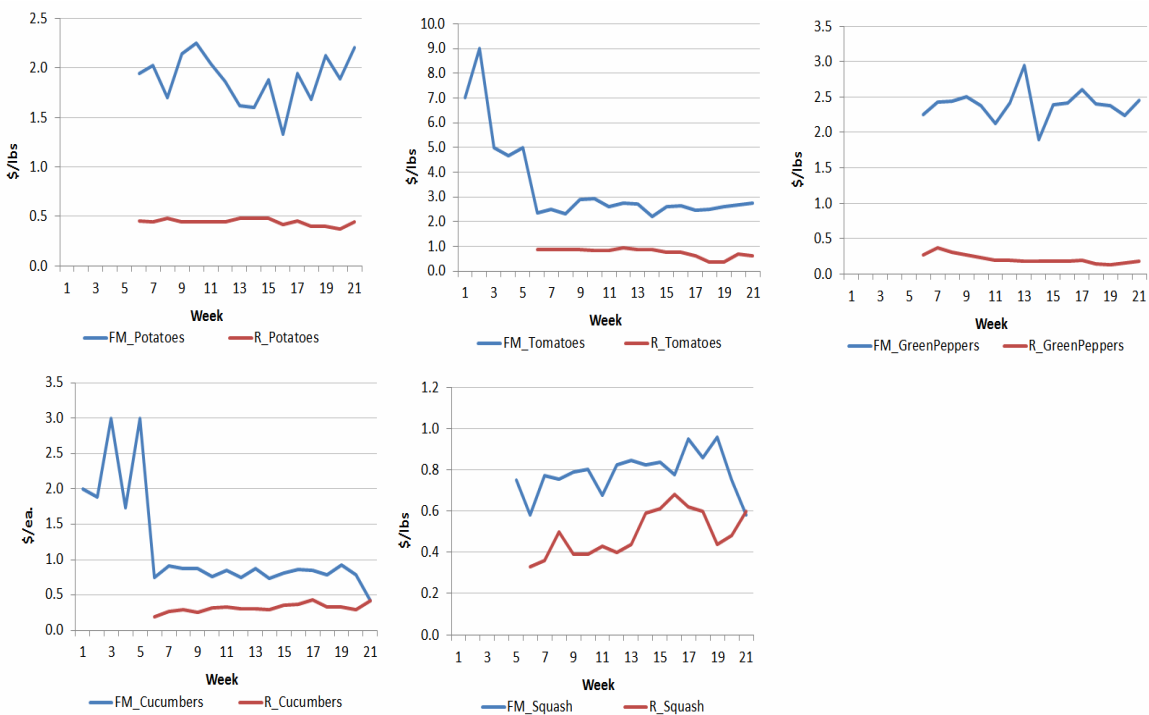 2.5
2.0
1.5
1.0
0.5
0.0
$/lbs
1 3 5 7 9 11 13 15 17 19 21
Week
FM_Potatoes R_Potatoes
10.0
9.0
8.0
7.0
6.0
5.0
4.0
3.0
2.0
1.0
0.0
$/lbs
1 3 5 7 9 11 13 15 17 19 21
Week
FM_Tomatoes R_Tomatoes
3.5
3.0
2.5
2.0
1.5
1.0
0.5
0.0
$/lbs
1 3 5 7 9 11 13 15 17 19 21
Week
FM_GreenPeppers R_GreenPeppers
3.5
3.0
2.5
2.0
1.5
1.0
0.5
0.0
$/ea.
1 3 5 7 9 11 13 15 17 19 21
Week
FM_Cucumbers R_Cucumbers
1.2
1.0
0.8
0.6
0.4
0.2
0.0
$/lbs
1 3 5 7 9 11 13 15 17 19 21
Week
FM_Squash R_Squash